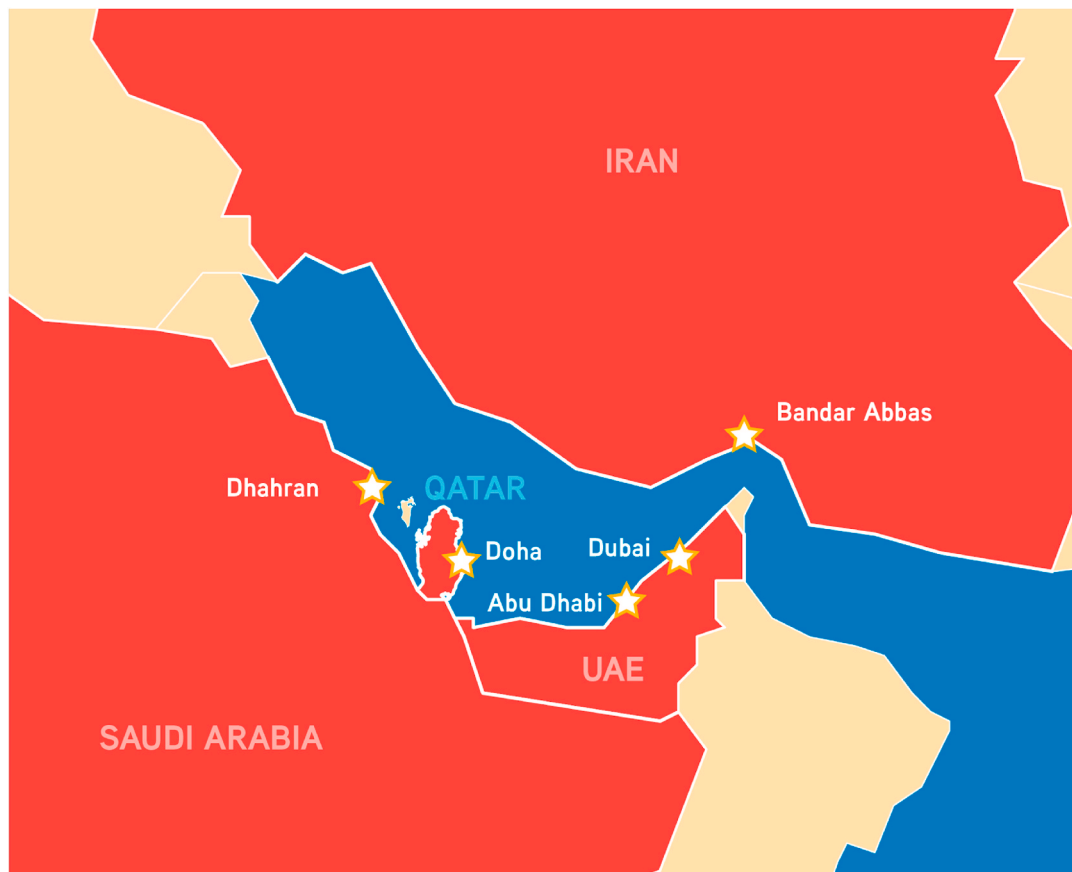 IRAN
Bandar Abbas
Dhahran
QATAR
Doha
Dubai
Abu Dhabi
UAE
SAUDI ARABIA